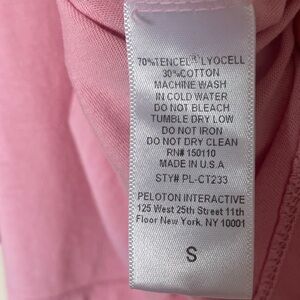 70%TENCEL® LYOCELL
30%COTTON
MACHINE WASH
IN COLD WATER
DO NOT BLEACH
TUMBLE DRY LOW
DO NOT IRON
DO NOT DRY CLEAN
RN# 150110
MADE IN U.S.A
STY# PL-CT233
PELOTON INTERACTIVE
125 West 25th Street 11th
Floor New York, NY 10001
S